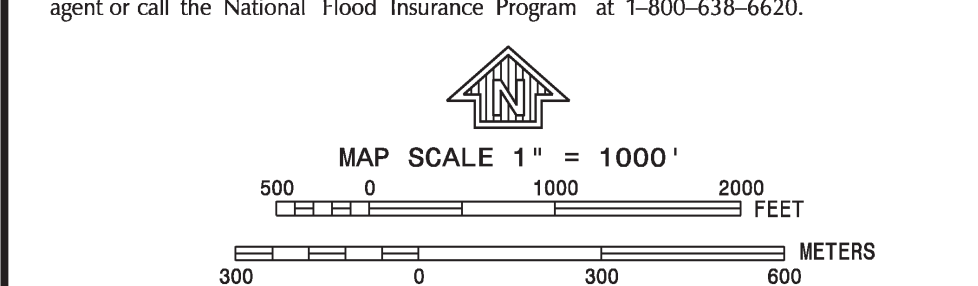 agent or call the National Flood Insurance Program at 1–800–638–6620.
N
MAP SCALE 1" = 1000'
500 0 1000 2000
FEET
METERS
300 0 300 600